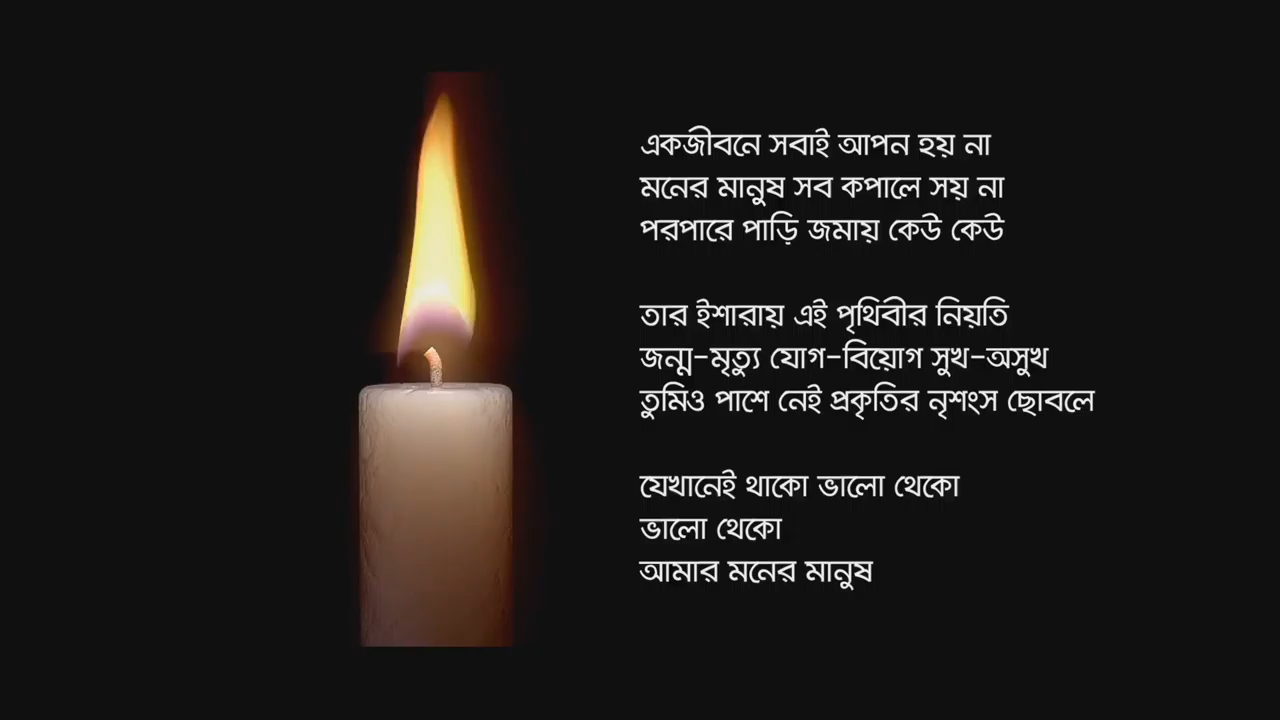 একজীবনে সবাই আপন হয় না
মনের মানুষ সব কপালে সয় না
পরপারে পাড়ি জমায় কেউ কেউ
তার ইশারায় এই পৃথিবীর নিয়তি
জন্ম-মৃত্যু যোগ-বিয়োগ সুখ-অসুখ
তুমিও পাশে নেই প্রকৃতির নৃশংস ছোবলে
যেখানেই থাকো ভালো থেকো
ভালো থেকো
আমার মনের মানুষ